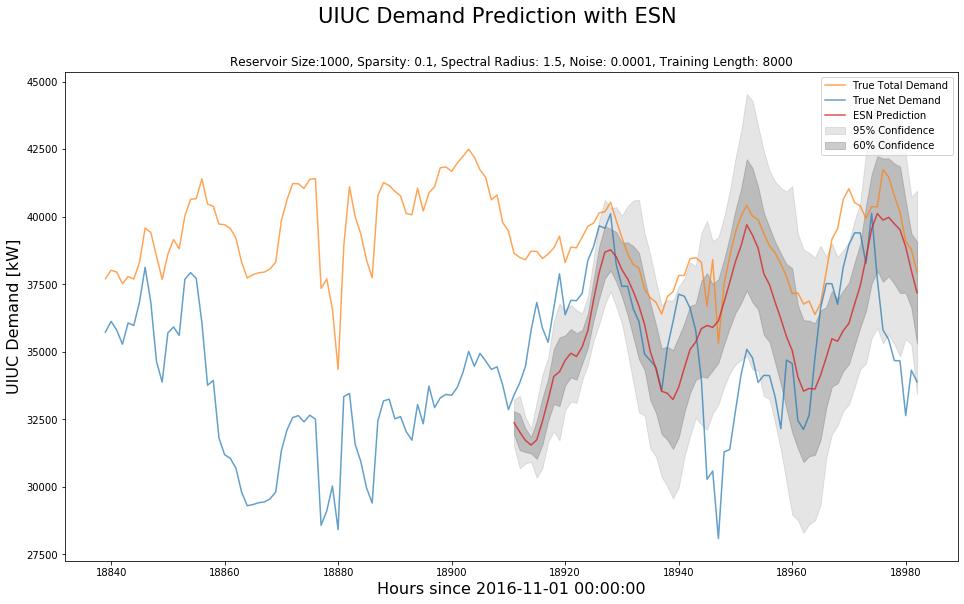 UIUC Demand Prediction with ESN
Reservoir Size:1000, Sparsity: 0.1, Spectral Radius: 1.5, Noise: 0.0001, Training Length: 8000
True Total Demand
True Net Demand
ESN Prediction
95% Confidence
60% Confidence
UIUC Demand [kW]
45000
42500
40000
37500
35000
32500
30000
27500
18840 18860 18880 18900 18920 18940 18960 18980
Hours since 2016-11-01 00:00:00